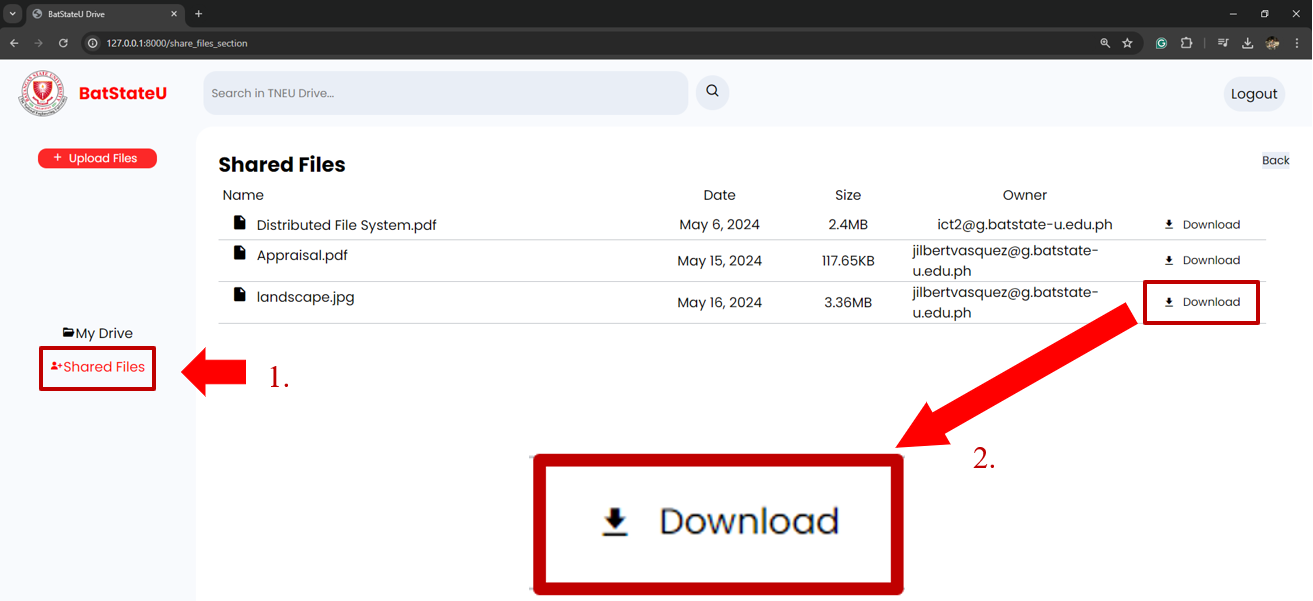 BatStateU Drive
127.0.0.1:8000/share_files_section
BatStateU
Search in TNEU Drive...
Logout
+ Upload Files
Shared Files
Back
Name Date Size Owner
Distributed File System.pdf May 6, 2024 2.4MB ict2@g.batstate-u.edu.ph Download
Appraisal.pdf May 15, 2024 117.65KB jilbertvasquez@g.batstate-
u.edu.ph Download
landscape.jpg May 16, 2024 3.36MB jilbertvasquez@g.batstate-
u.edu.ph Download
My Drive
Shared Files
1.
2.
Download